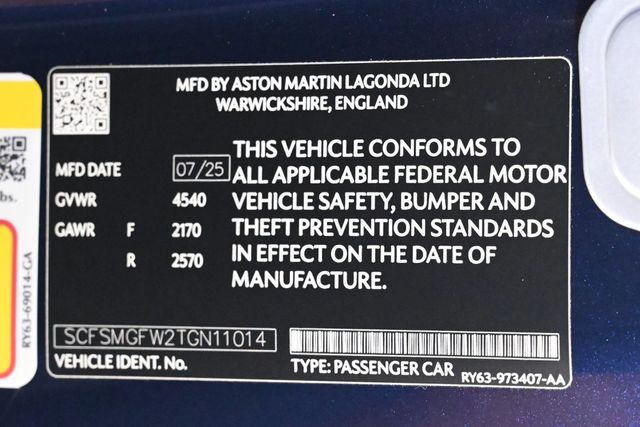 MFD BY ASTON MARTIN LAGONDA LTD
WARWICKSHIRE, ENGLAND
MFD DATE 07/25
GVWR 4540
GAWR F 2170
R 2570
THIS VEHICLE CONFORMS TO
ALL APPLICABLE FEDERAL MOTOR
VEHICLE SAFETY, BUMPER AND
THEFT PREVENTION STANDARDS
IN EFFECT ON THE DATE OF
MANUFACTURE.
SCFSMGFW2TGN11014
VEHICLE IDENT. No.
TYPE: PASSENGER CAR
RY63-973407-AA
bs.
RY63-69014-GA